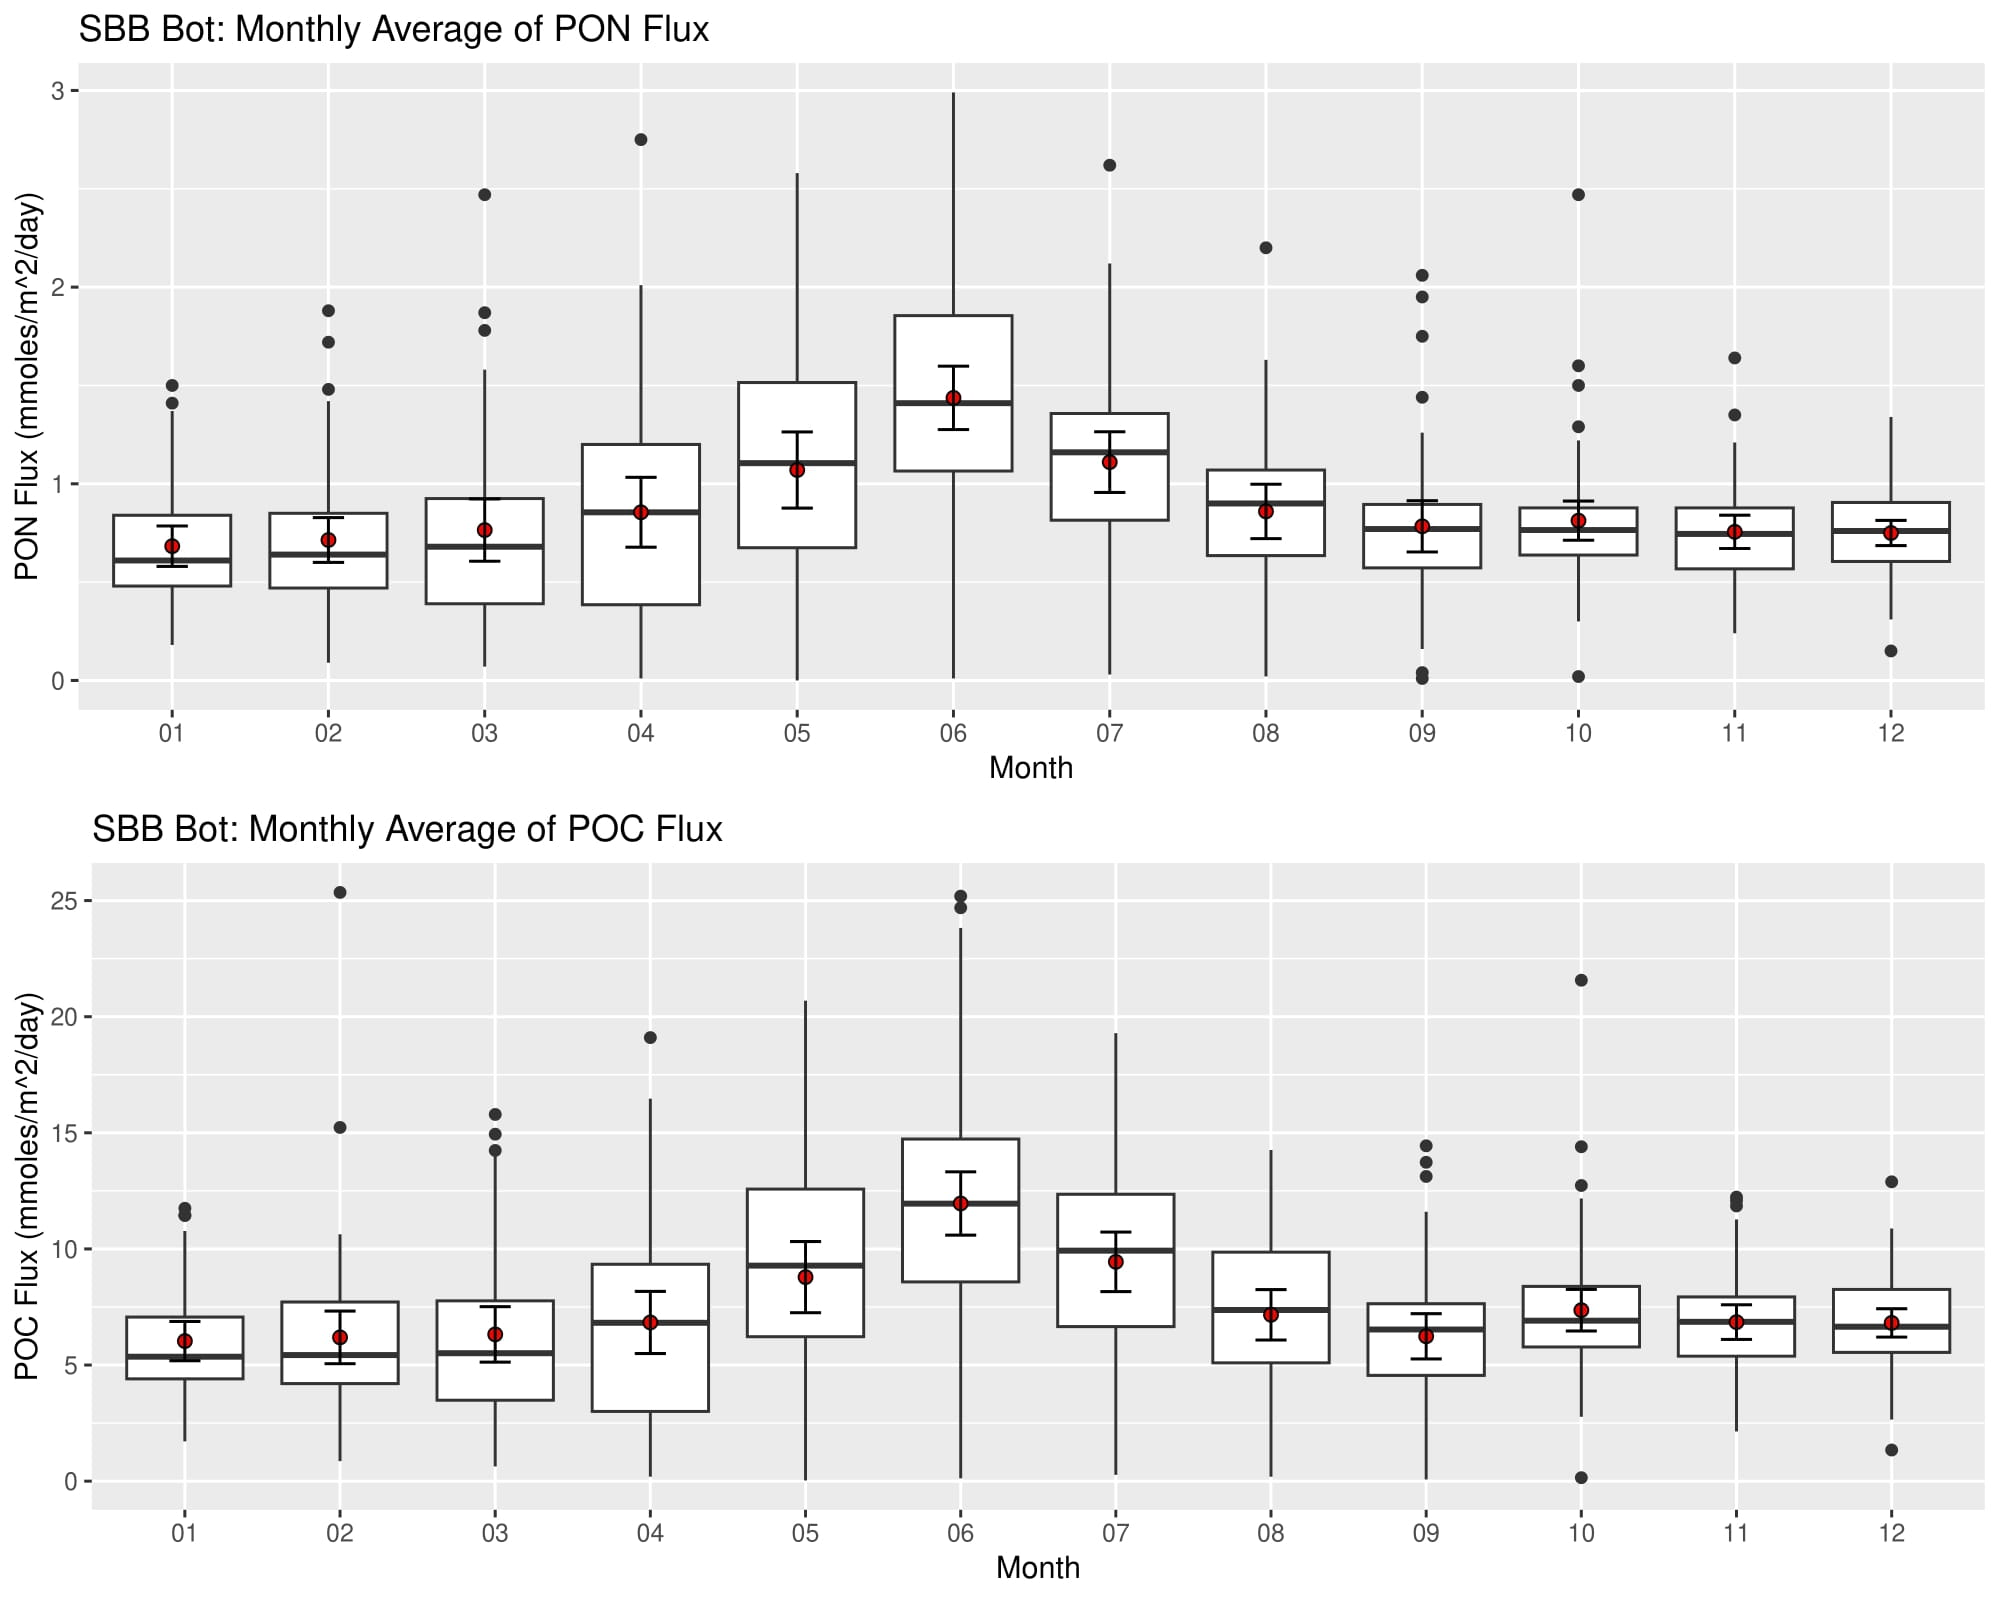 SBB Bot: Monthly Average of PON Flux
PON Flux (mmoles/m^2/day)
3
2
1
0
01 02 03 04 05 06 07 08 09 10 11 12
Month
SBB Bot: Monthly Average of POC Flux
POC Flux (mmoles/m^2/day)
25
20
15
10
5
0
01 02 03 04 05 06 07 08 09 10 11 12
Month